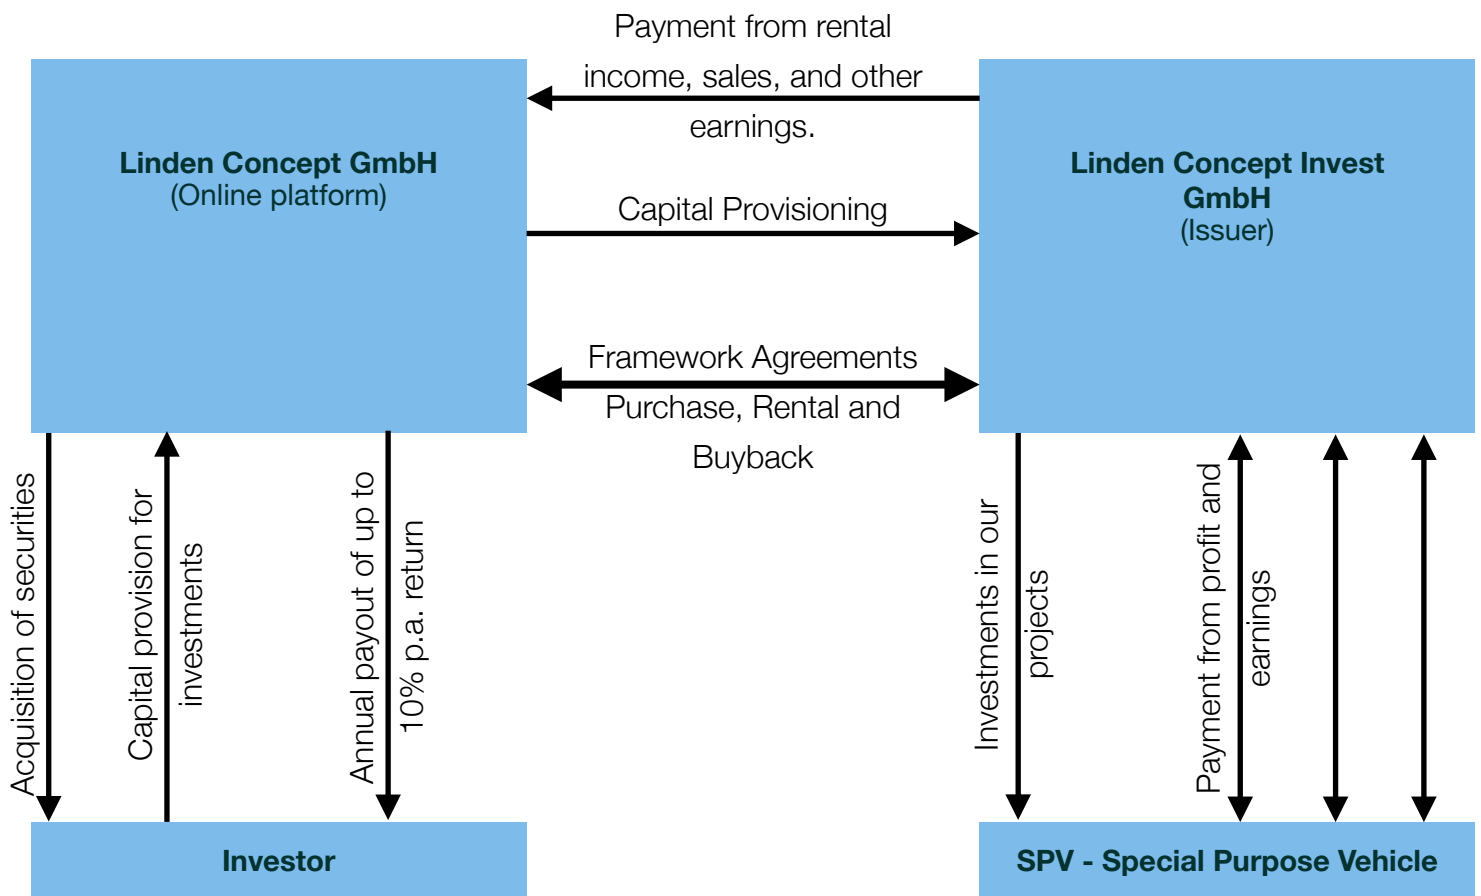 Payment from rental
income, sales, and other
earnings.
Linden Concept GmbH
(Online platform)
Linden Concept Invest
GmbH
(Issuer)
Capital Provisioning
Framework Agreements
Purchase, Rental and
Buyback
Acquisition of securities
Capital provision for
investments
Annual payout of up to
10% p.a. return
Investments in our
projects
Payment from profit and
earnings
Investor
SPV - Special Purpose Vehicle